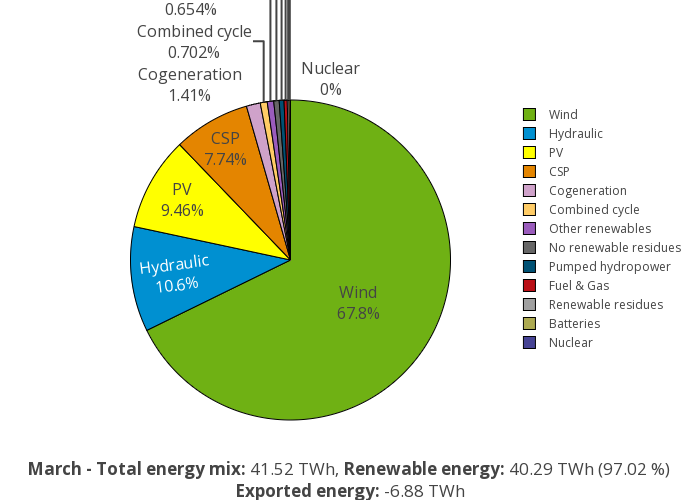 0.654%
Combined cycle
0.702%
Cogeneration
1.41%
Nuclear
0%
CSP
7.74%
PV
9.46%
Hydraulic
10.6%
Wind
67.8%
Wind
Hydraulic
PV
CSP
Cogeneration
Combined cycle
Other renewables
No renewable residues
Pumped hydropower
Fuel & Gas
Renewable residues
Batteries
Nuclear
March - Total energy mix: 41.52 TWh, Renewable energy: 40.29 TWh (97.02 %)
Exported energy: -6.88 TWh